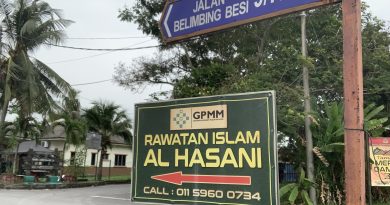 JALAN
BELIMBING BESI
GPMM
RAWATAN ISLAM
AL HASANI
CALL : 011 5960 0734